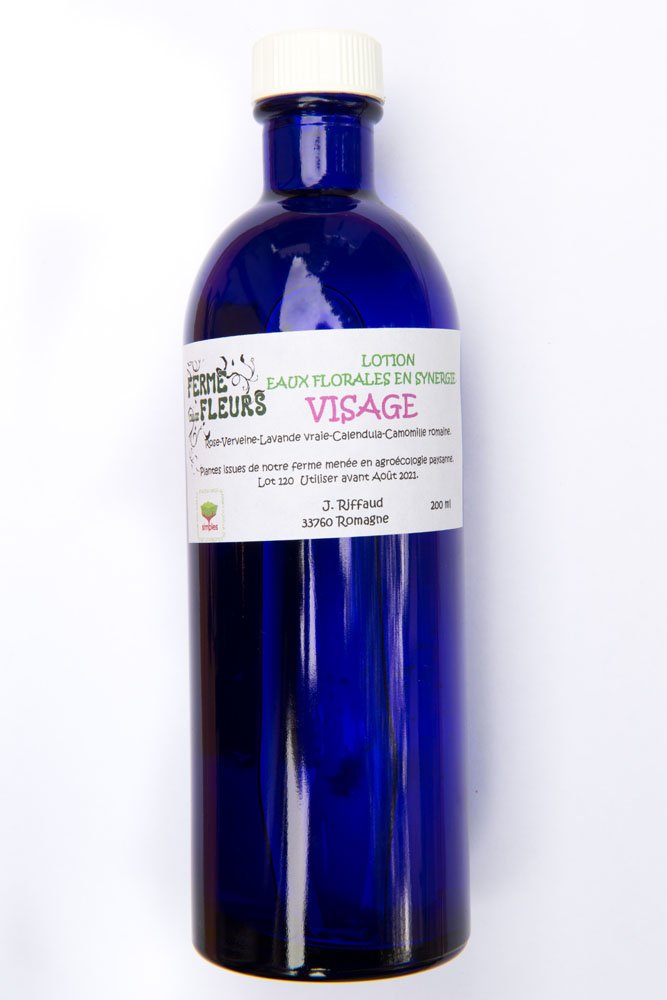 FERME
FLEURS
LOTION
EAUX FLORALES EN SYNERGIE
VISAGE
Rose-Verveine-Lavande vraie-Calendula-Camomille romaine.
Plantes issues de notre ferme menée en agroécologie paysanne.
Lot 120 Utiliser avant Août 2021.
J. Riffaud
33760 Romagne
200 ml
simples